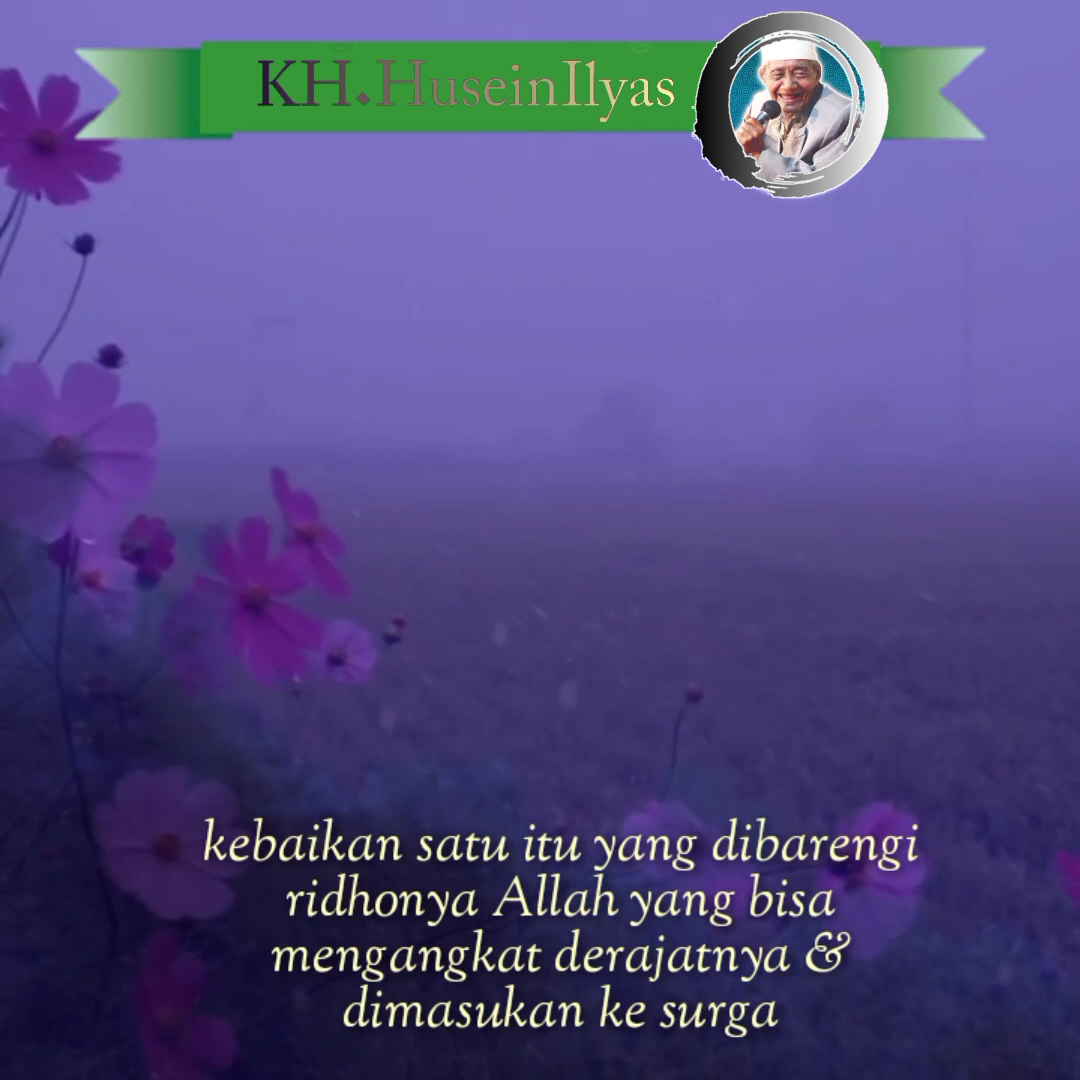 KH.HuseinIlyas
kebaikan satu itu yang dibarengi
ridhonya Allah yang bisa
mengangkat derajatnya &
dimasukan ke surga